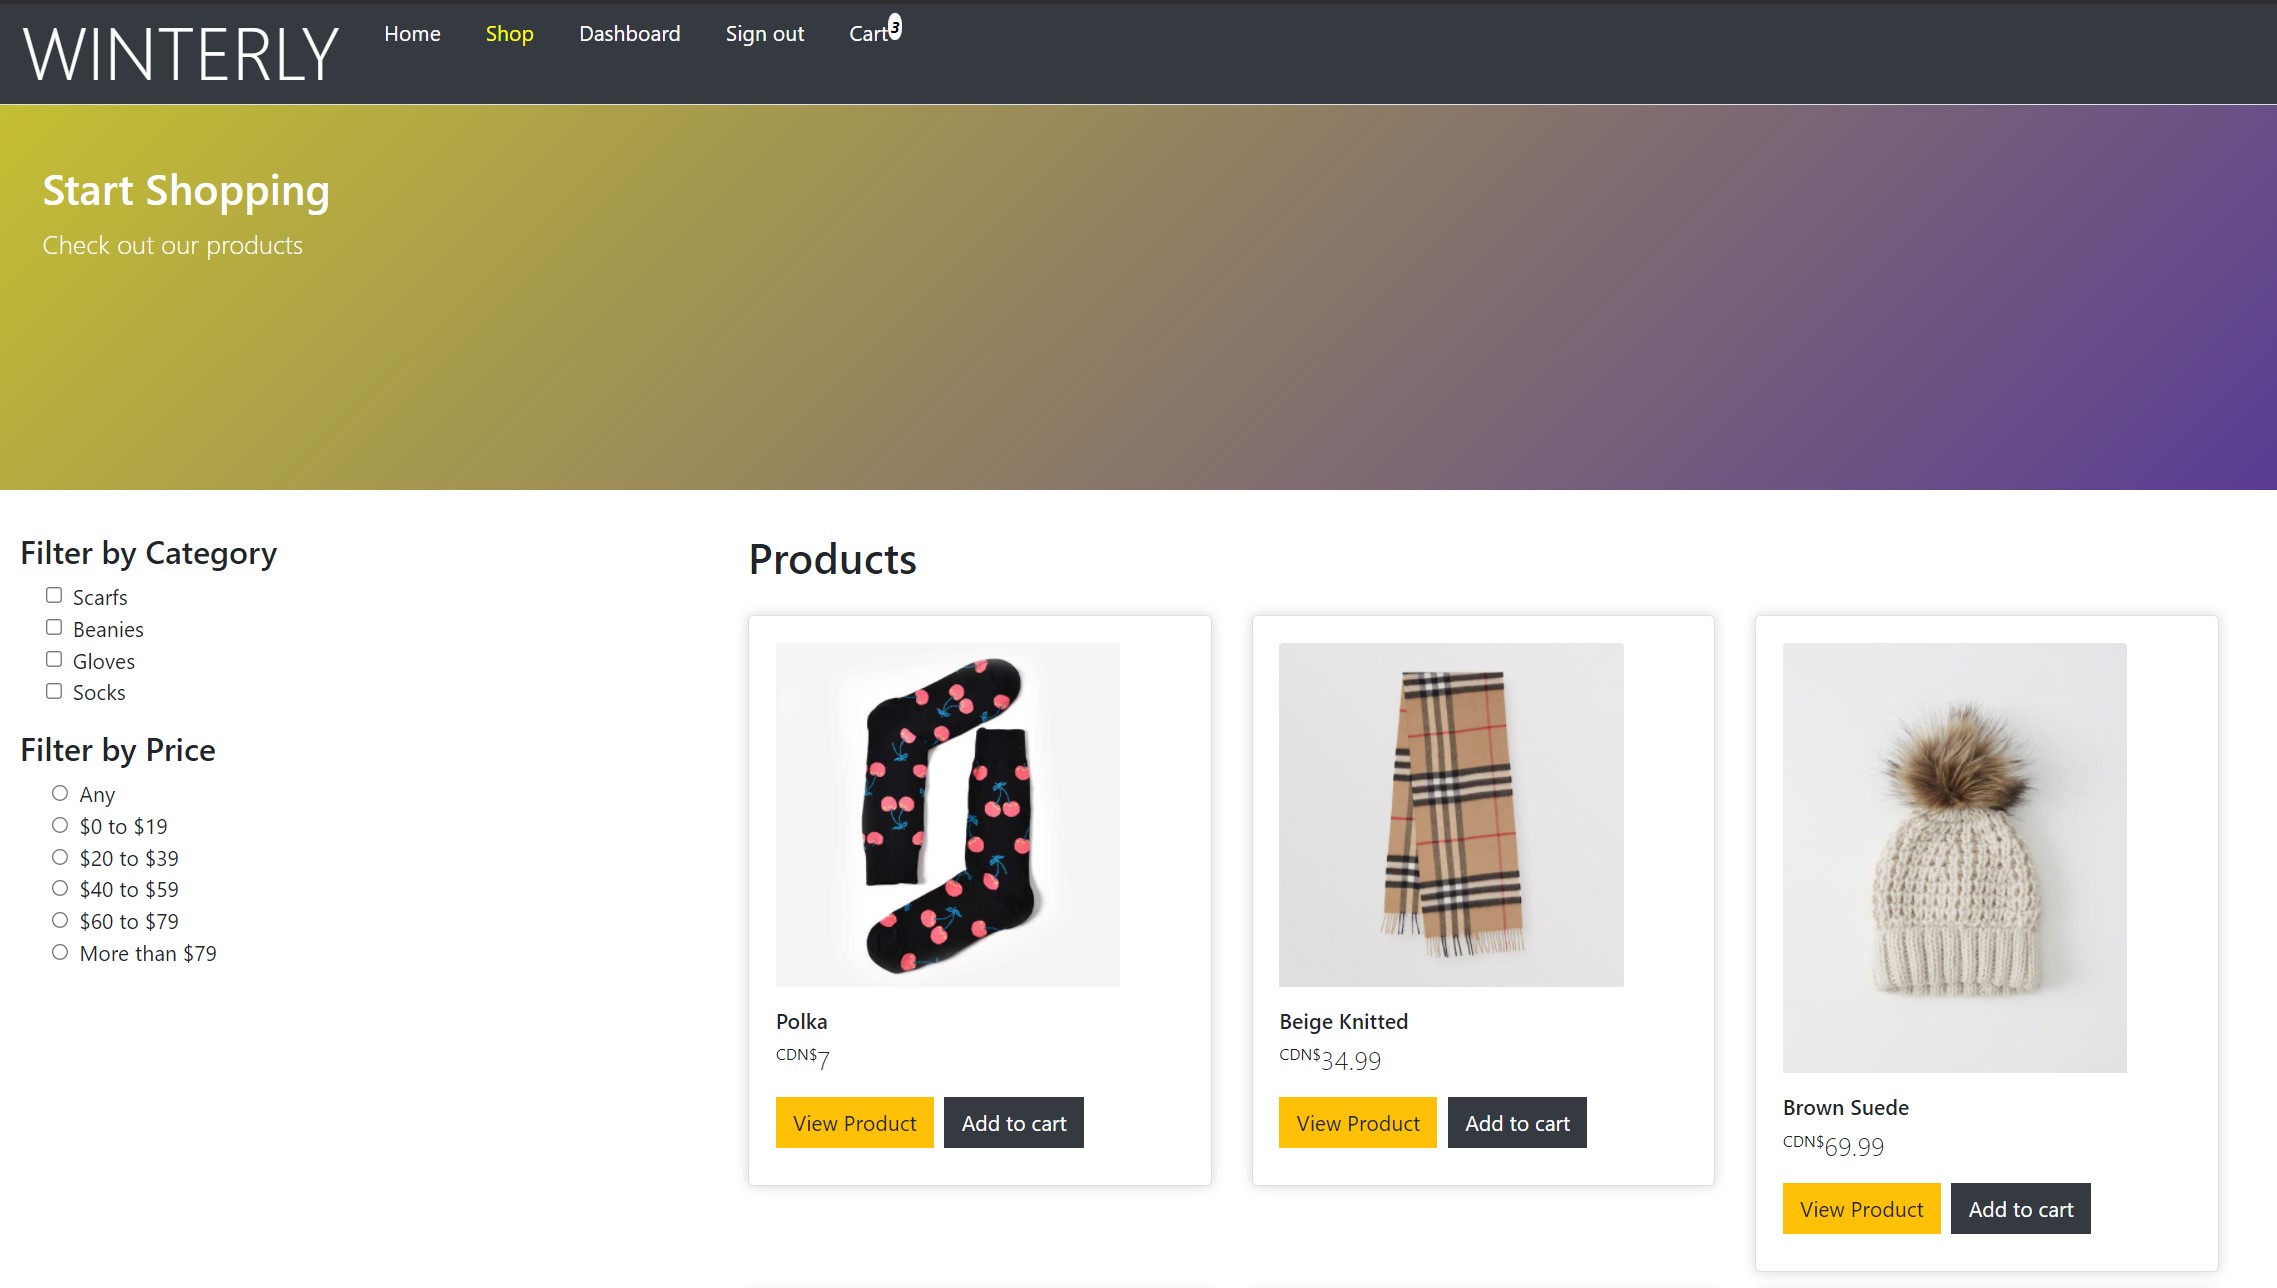 WINTERLY
Home Shop Dashboard Sign out Cart 3
Start Shopping
Check out our products
Filter by Category
Scarfs
Beanies
Gloves
Socks
Filter by Price
Any
$0 to $19
$20 to $39
$40 to $59
$60 to $79
More than $79
Products
Polka
CDN$7
View Product Add to cart
Beige Knitted
CDN$34.99
View Product Add to cart
Brown Suede
CDN$69.99
View Product Add to cart